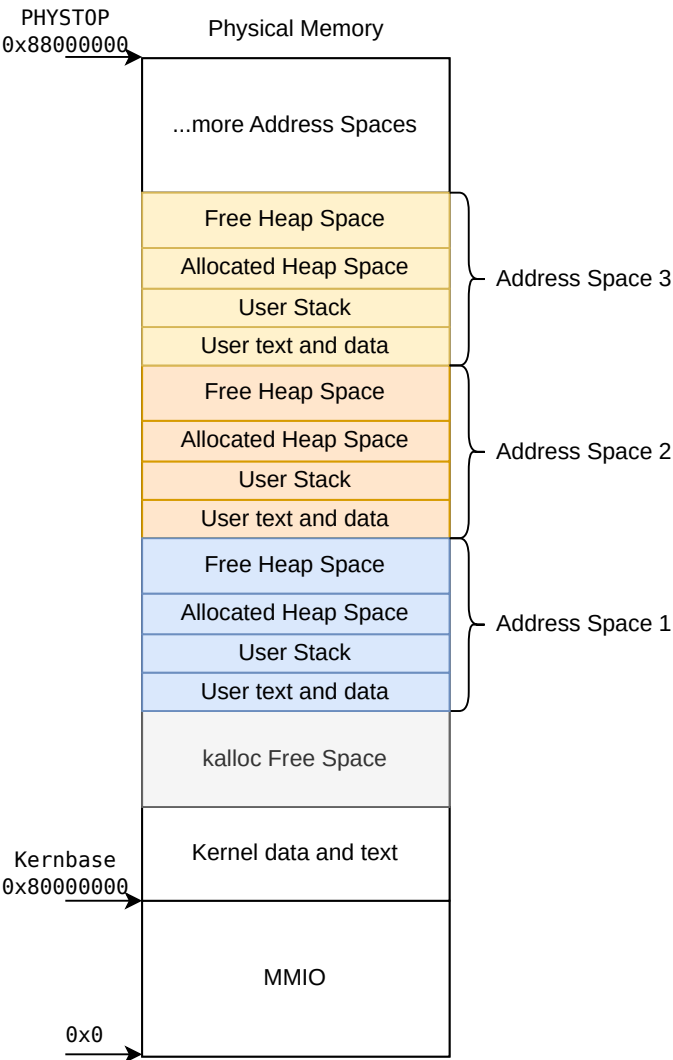 PHYSTOP
0x88000000
Physical Memory
...more Address Spaces
Free Heap Space
Allocated Heap Space
User Stack
User text and data
Address Space 3
Free Heap Space
Allocated Heap Space
User Stack
User text and data
Address Space 2
Free Heap Space
Allocated Heap Space
User Stack
User text and data
Address Space 1
kalloc Free Space
Kernel data and text
Kernbase
0x80000000
MMIO
0x0